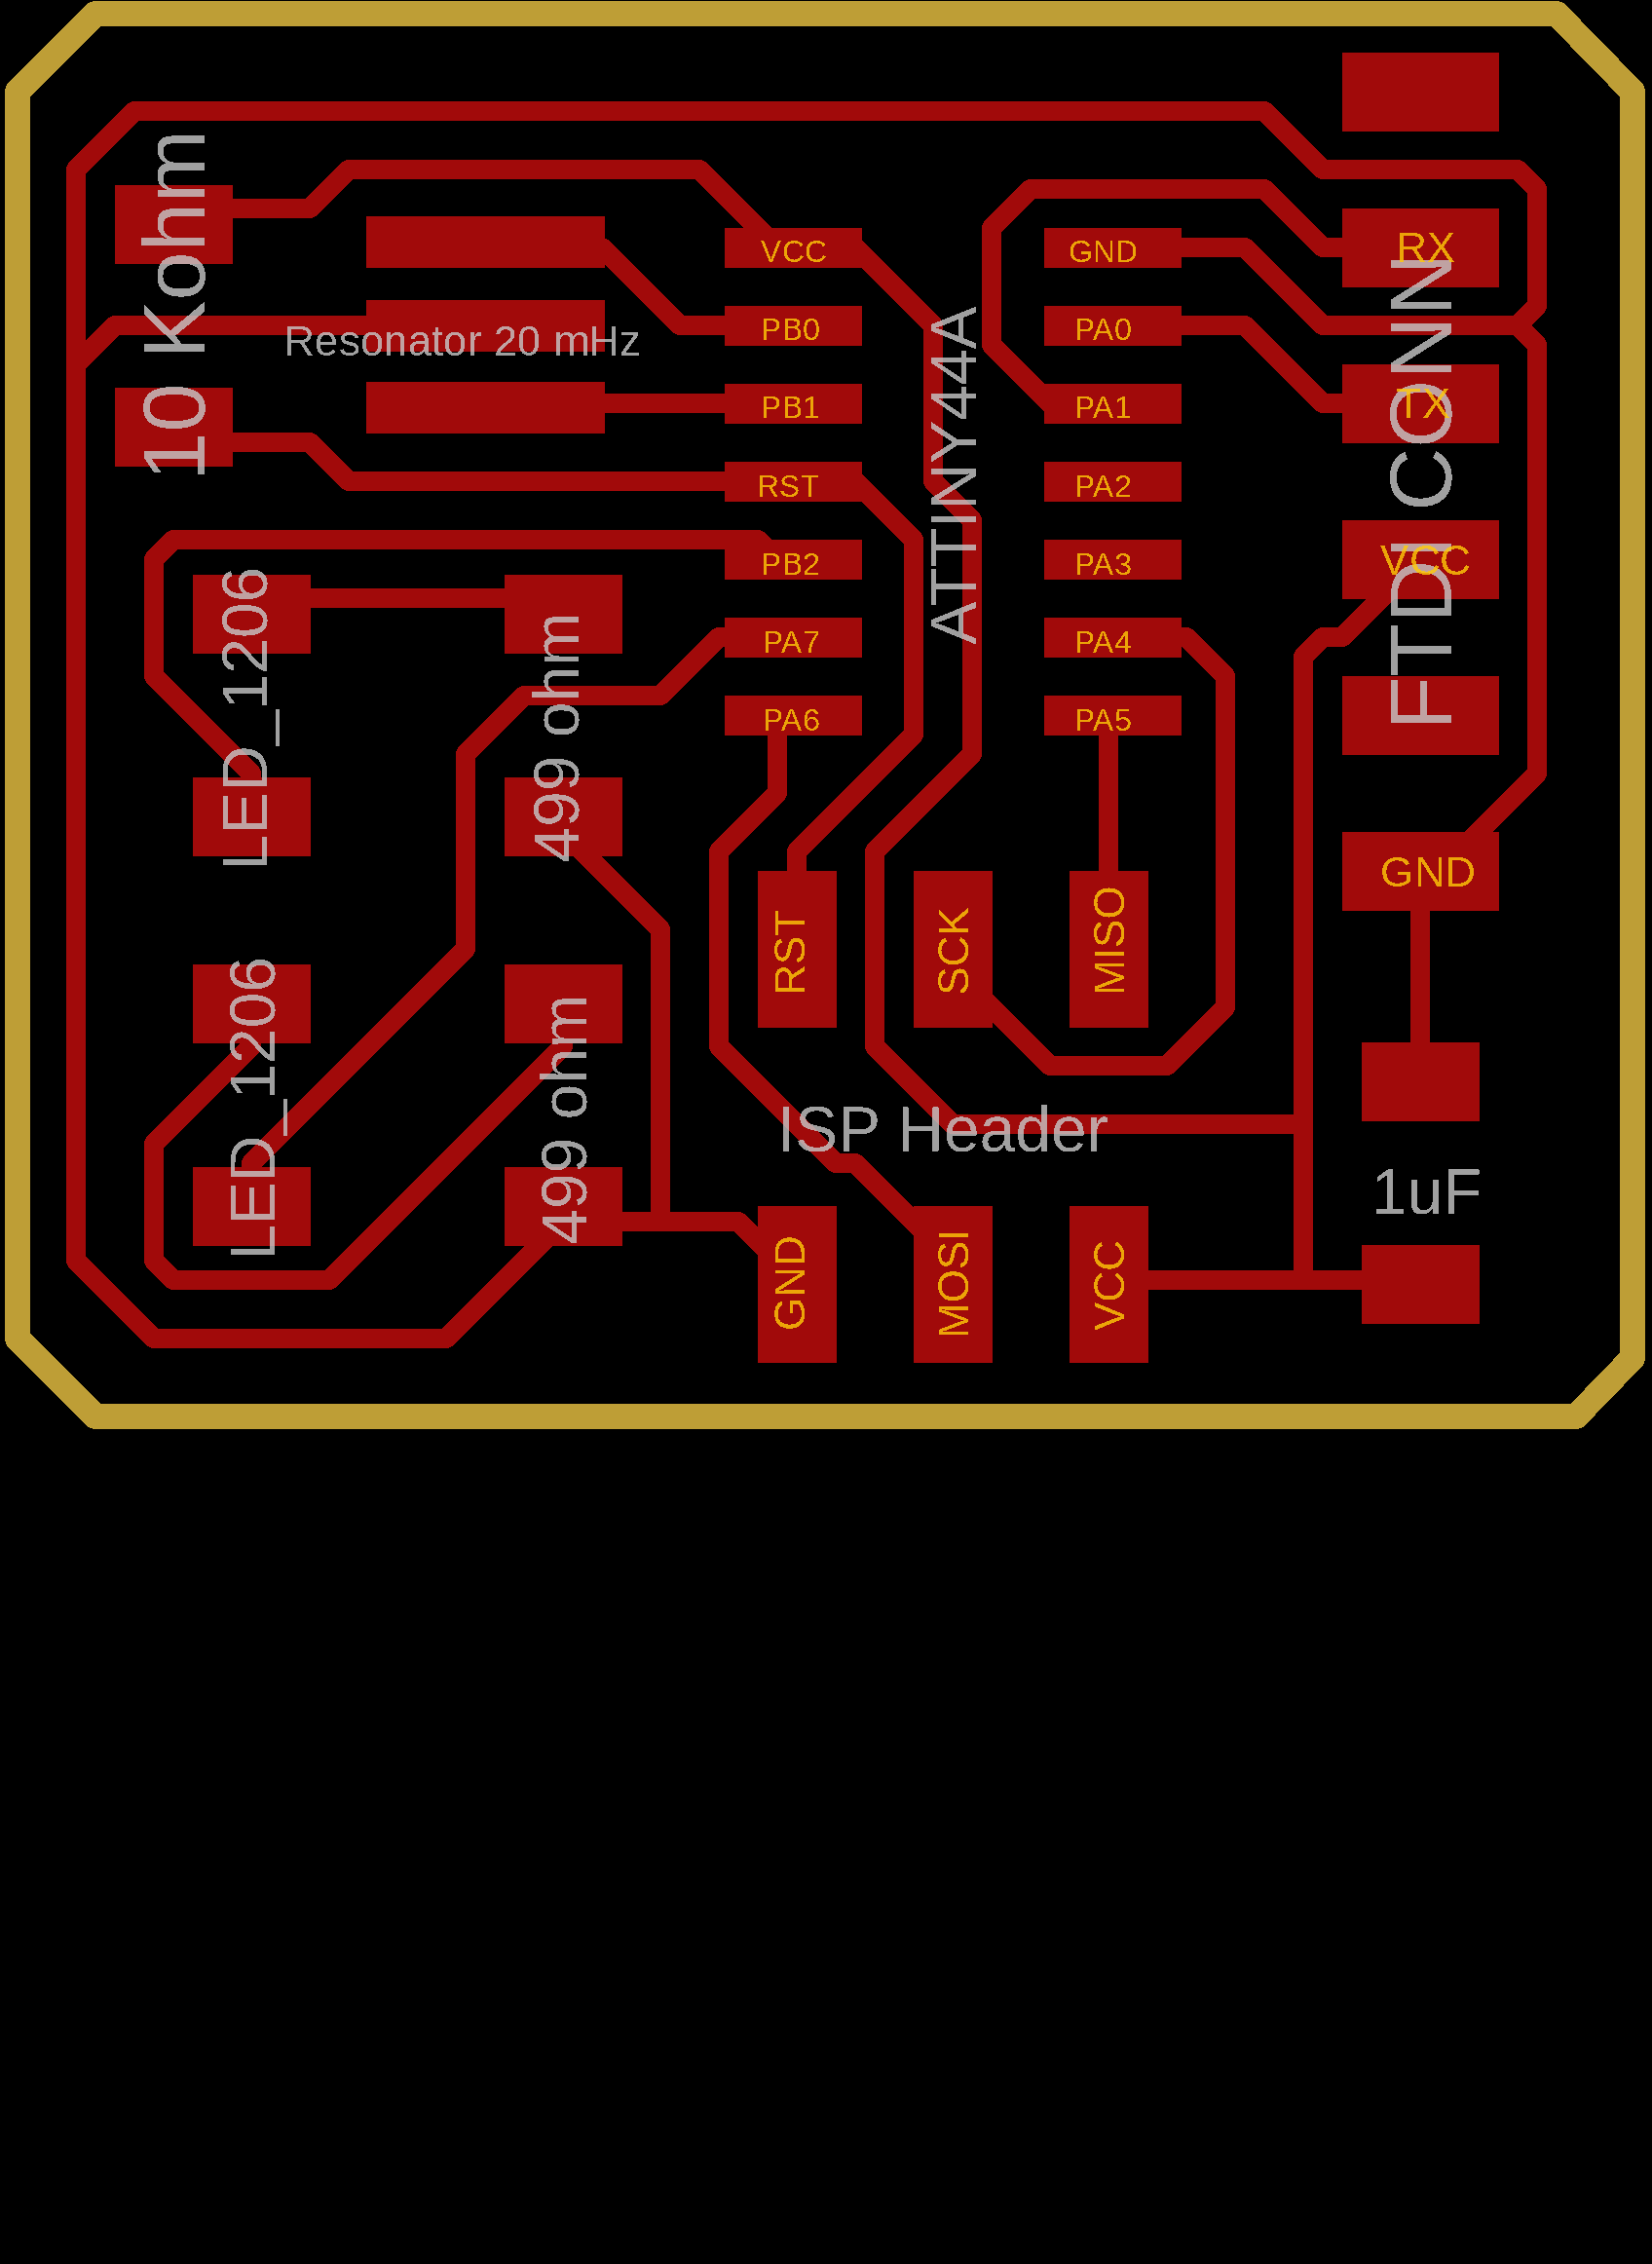 10 Kohm
Resonator 20 mHz
VCC
PB0
PB1
RST
PB2
PA7
PA6
ATTINY44A
GND
PA0
PA1
PA2
PA3
PA4
PA5
RX
TX
VCC
GND
FTDI CONN
LED_1206
499 ohm
LED_1206
499 ohm
RST
SCK
MISO
ISP Header
GND
MOSI
VCC
1uF